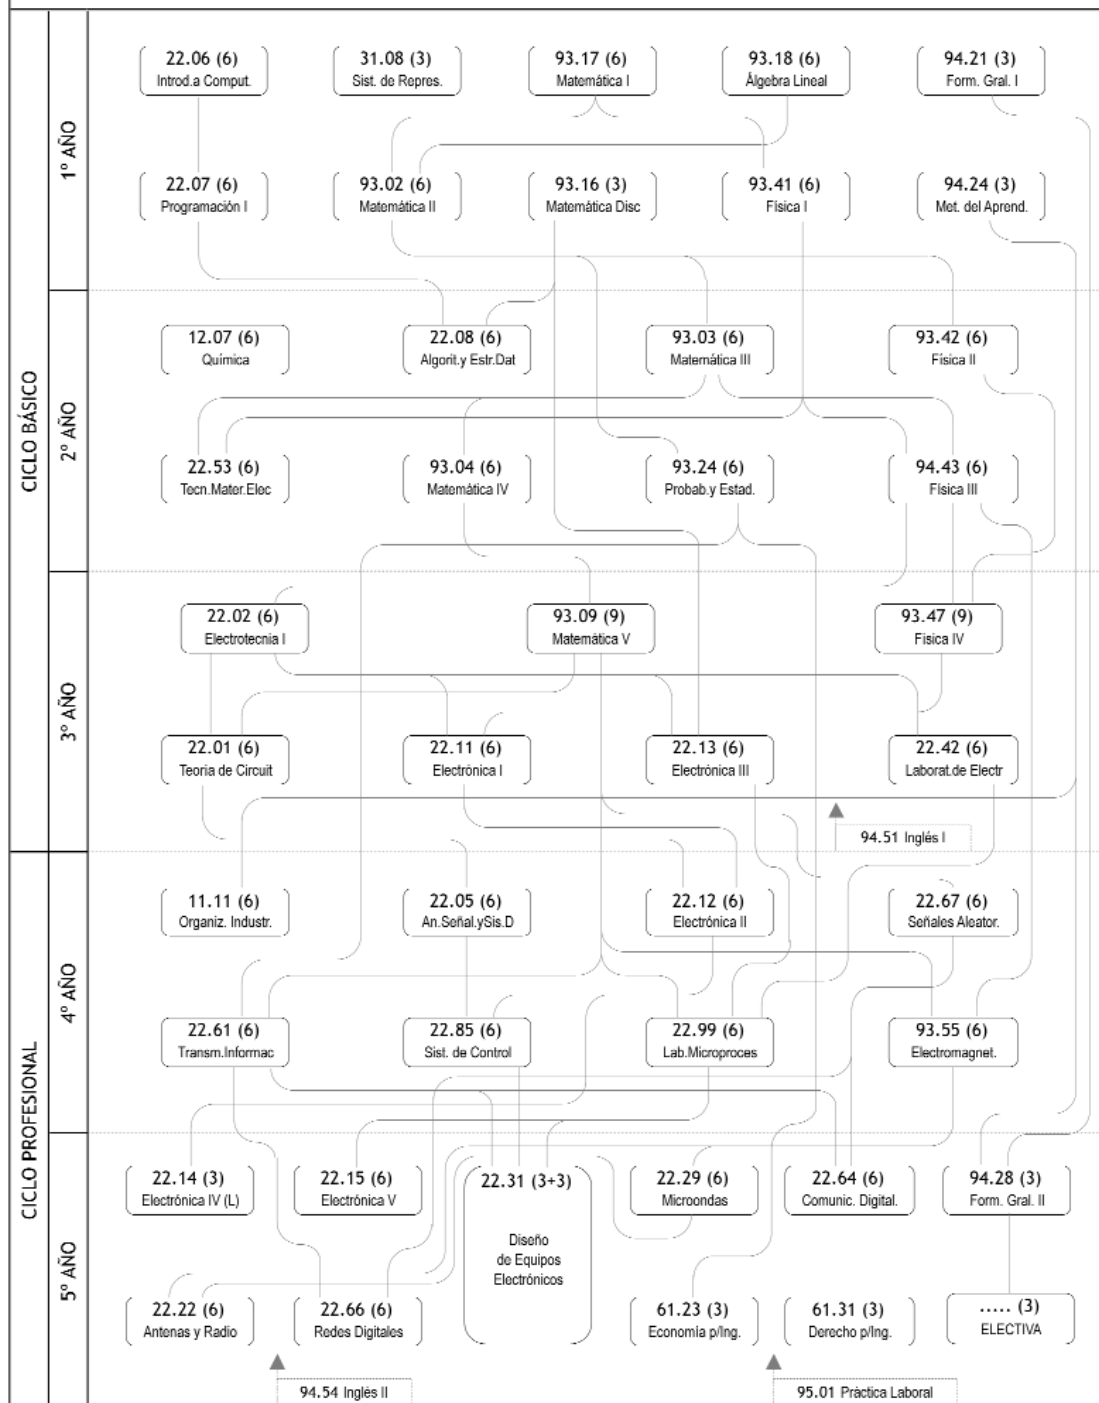 22.06 (6)
Introd.a Comput.
31.08 (3)
Sist. de Repres.
93.17 (6)
Matemática I
93.18 (6)
Álgebra Lineal
94.21 (3)
Form. Gral. I
1º AÑO
22.07 (6)
Programación I
93.02 (6)
Matemática II
93.16 (3)
Matemática Disc
93.41 (6)
Física I
94.24 (3)
Met. del Aprend.
CICLO BÁSICO
12.07 (6)
Química
22.08 (6)
Algorit.y Estr.Dat
93.03 (6)
Matemática III
93.42 (6)
Física II
2º AÑO
22.53 (6)
Tecn.Mater.Elec
93.04 (6)
Matemática IV
93.24 (6)
Probab.y Estad.
94.43 (6)
Física III
22.02 (6)
Electrotecnia I
93.09 (9)
Matemática V
93.47 (9)
Física IV
3º AÑO
22.01 (6)
Teoría de Circuit
22.11 (6)
Electrónica I
22.13 (6)
Electrónica III
22.42 (6)
Laborat.de Electr
94.51 Inglés I
11.11 (6)
Organiz. Industr.
22.05 (6)
An.Señal.ySis.D
22.12 (6)
Electrónica II
22.67 (6)
Señales Aleator.
4º AÑO
22.61 (6)
Transm.Informac
22.85 (6)
Sist. de Control
22.99 (6)
Lab.Microproces
93.55 (6)
Electromagnet.
CICLO PROFESIONAL
22.14 (3)
Electrónica IV (L)
22.15 (6)
Electrónica V
22.31 (3+3)
Diseño
de Equipos
Electrónicos
22.29 (6)
Microondas
22.64 (6)
Comunic. Digital.
94.28 (3)
Form. Gral. II
5º AÑO
22.22 (6)
Antenas y Radio
22.66 (6)
Redes Digitales
61.23 (3)
Economía p/Ing.
61.31 (3)
Derecho p/Ing.
..... (3)
ELECTIVA
94.54 Inglés II
95.01 Práctica Laboral